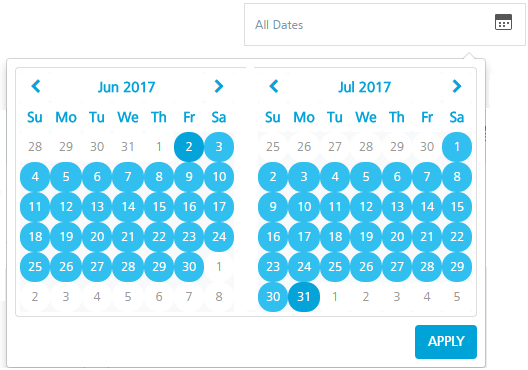 All Dates
Jun 2017
Su Mo Tu We Th Fr Sa
28 29 30 31 1 2 3
4 5 6 7 8 9 10
11 12 13 14 15 16 17
18 19 20 21 22 23 24
25 26 27 28 29 30 1
2 3 4 5 6 7 8
Jul 2017
Su Mo Tu We Th Fr Sa
25 26 27 28 29 30 1
2 3 4 5 6 7 8
9 10 11 12 13 14 15
16 17 18 19 20 21 22
23 24 25 26 27 28 29
30 31 1 2 3 4 5
APPLY